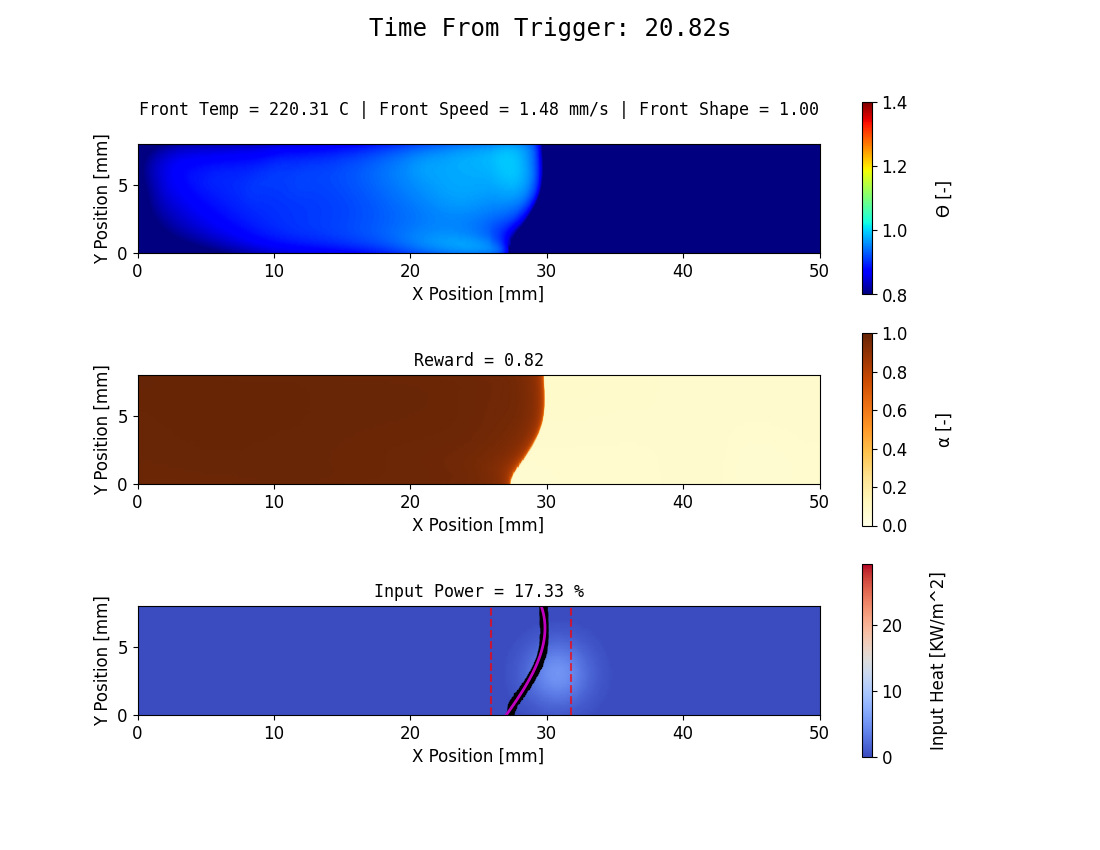 Time From Trigger: 20.82s
Front Temp = 220.31 C | Front Speed = 1.48 mm/s | Front Shape = 1.00
Y Position [mm]
5
0
0 10 20 30 40 50
X Position [mm]
1.4
1.2
1.0
0.8
Θ [-]
Reward = 0.82
Y Position [mm]
5
0
0 10 20 30 40 50
X Position [mm]
1.0
0.8
0.6
0.4
0.2
0.0
α [-]
Input Power = 17.33 %
Y Position [mm]
5
0
0 10 20 30 40 50
X Position [mm]
20
10
0
Input Heat [KW/m^2]